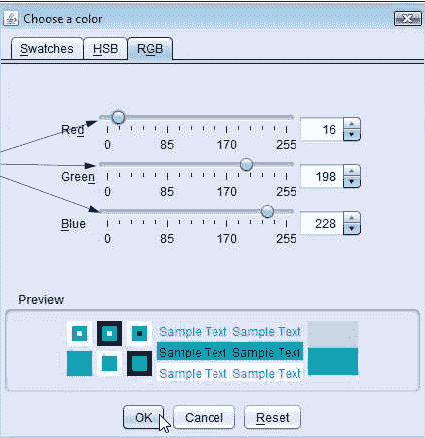 Choose a color
Swatches HSB RGB
Red 16
0 85 170 255
Green 198
0 85 170 255
Blue 228
0 85 170 255
Preview
Sample Text Sample Text
Sample Text Sample Text
Sample Text Sample Text
OK Cancel Reset